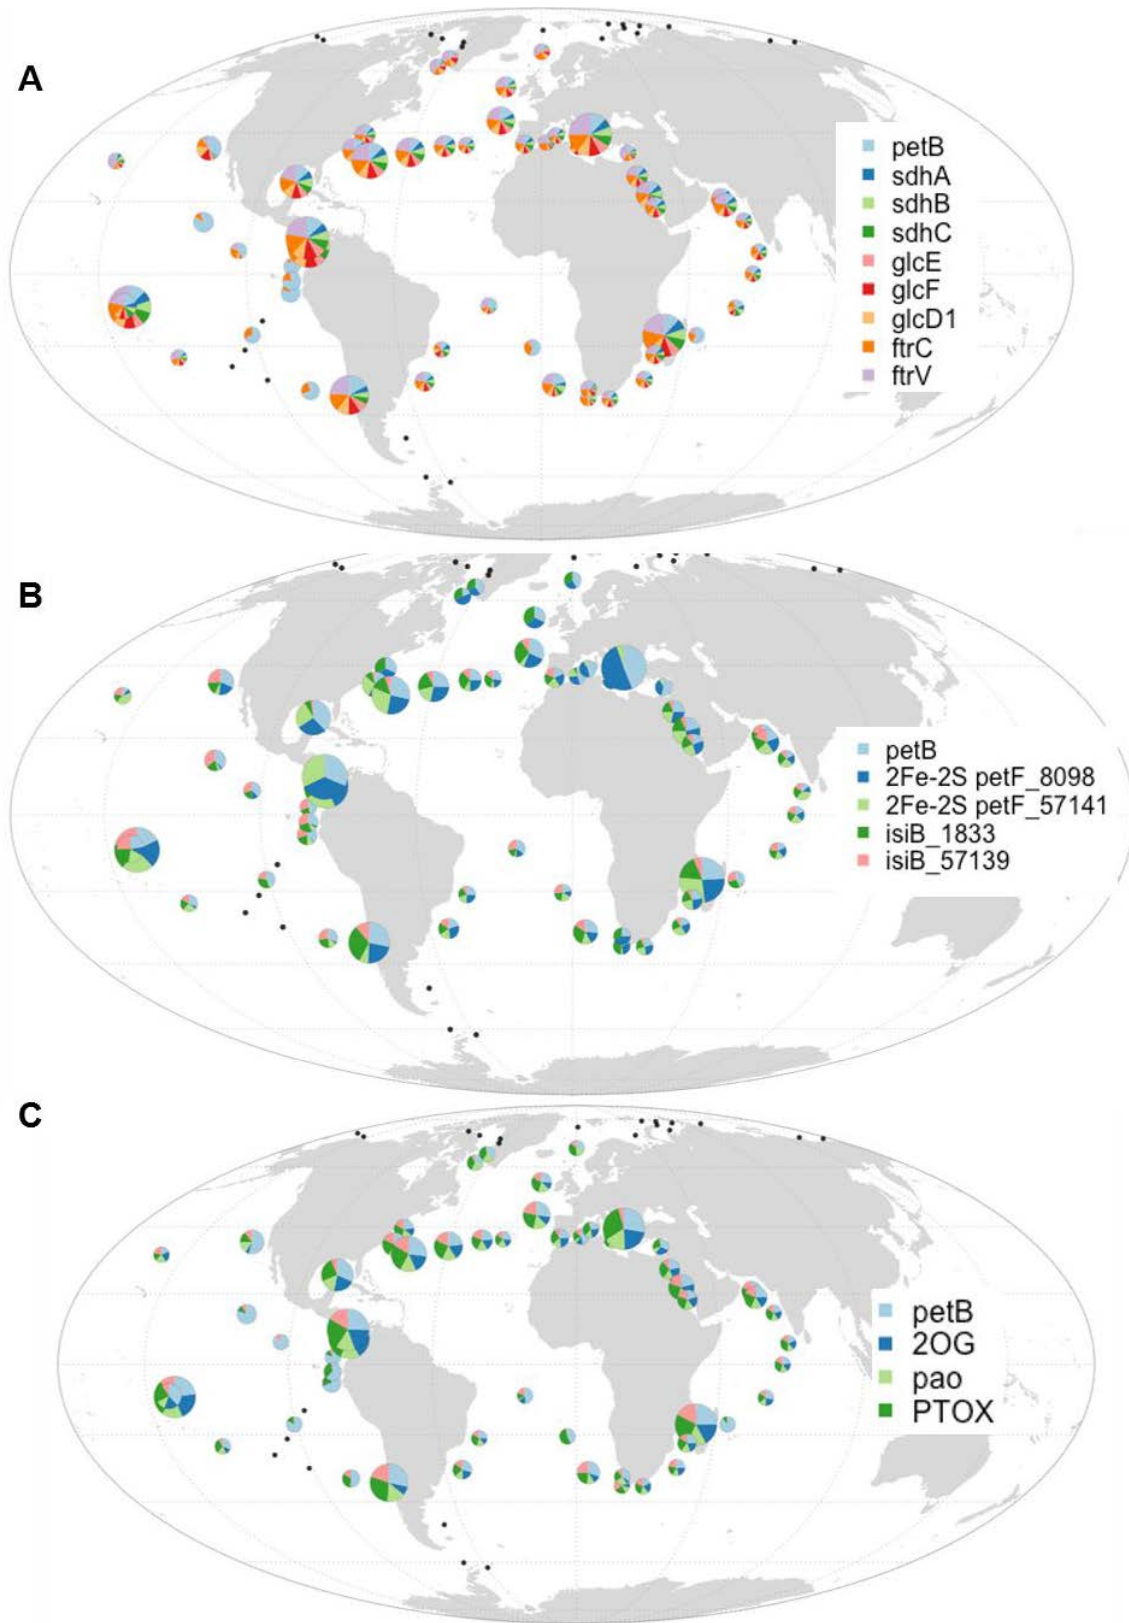 A
petB
sdhA
sdhB
sdhC
glcE
glcF
glcD1
ftrC
ftrV
B
petB
2Fe-2S petF_8098
2Fe-2S petF_57141
isiB_1833
isiB_57139
C
petB
2OG
pao
PTOX